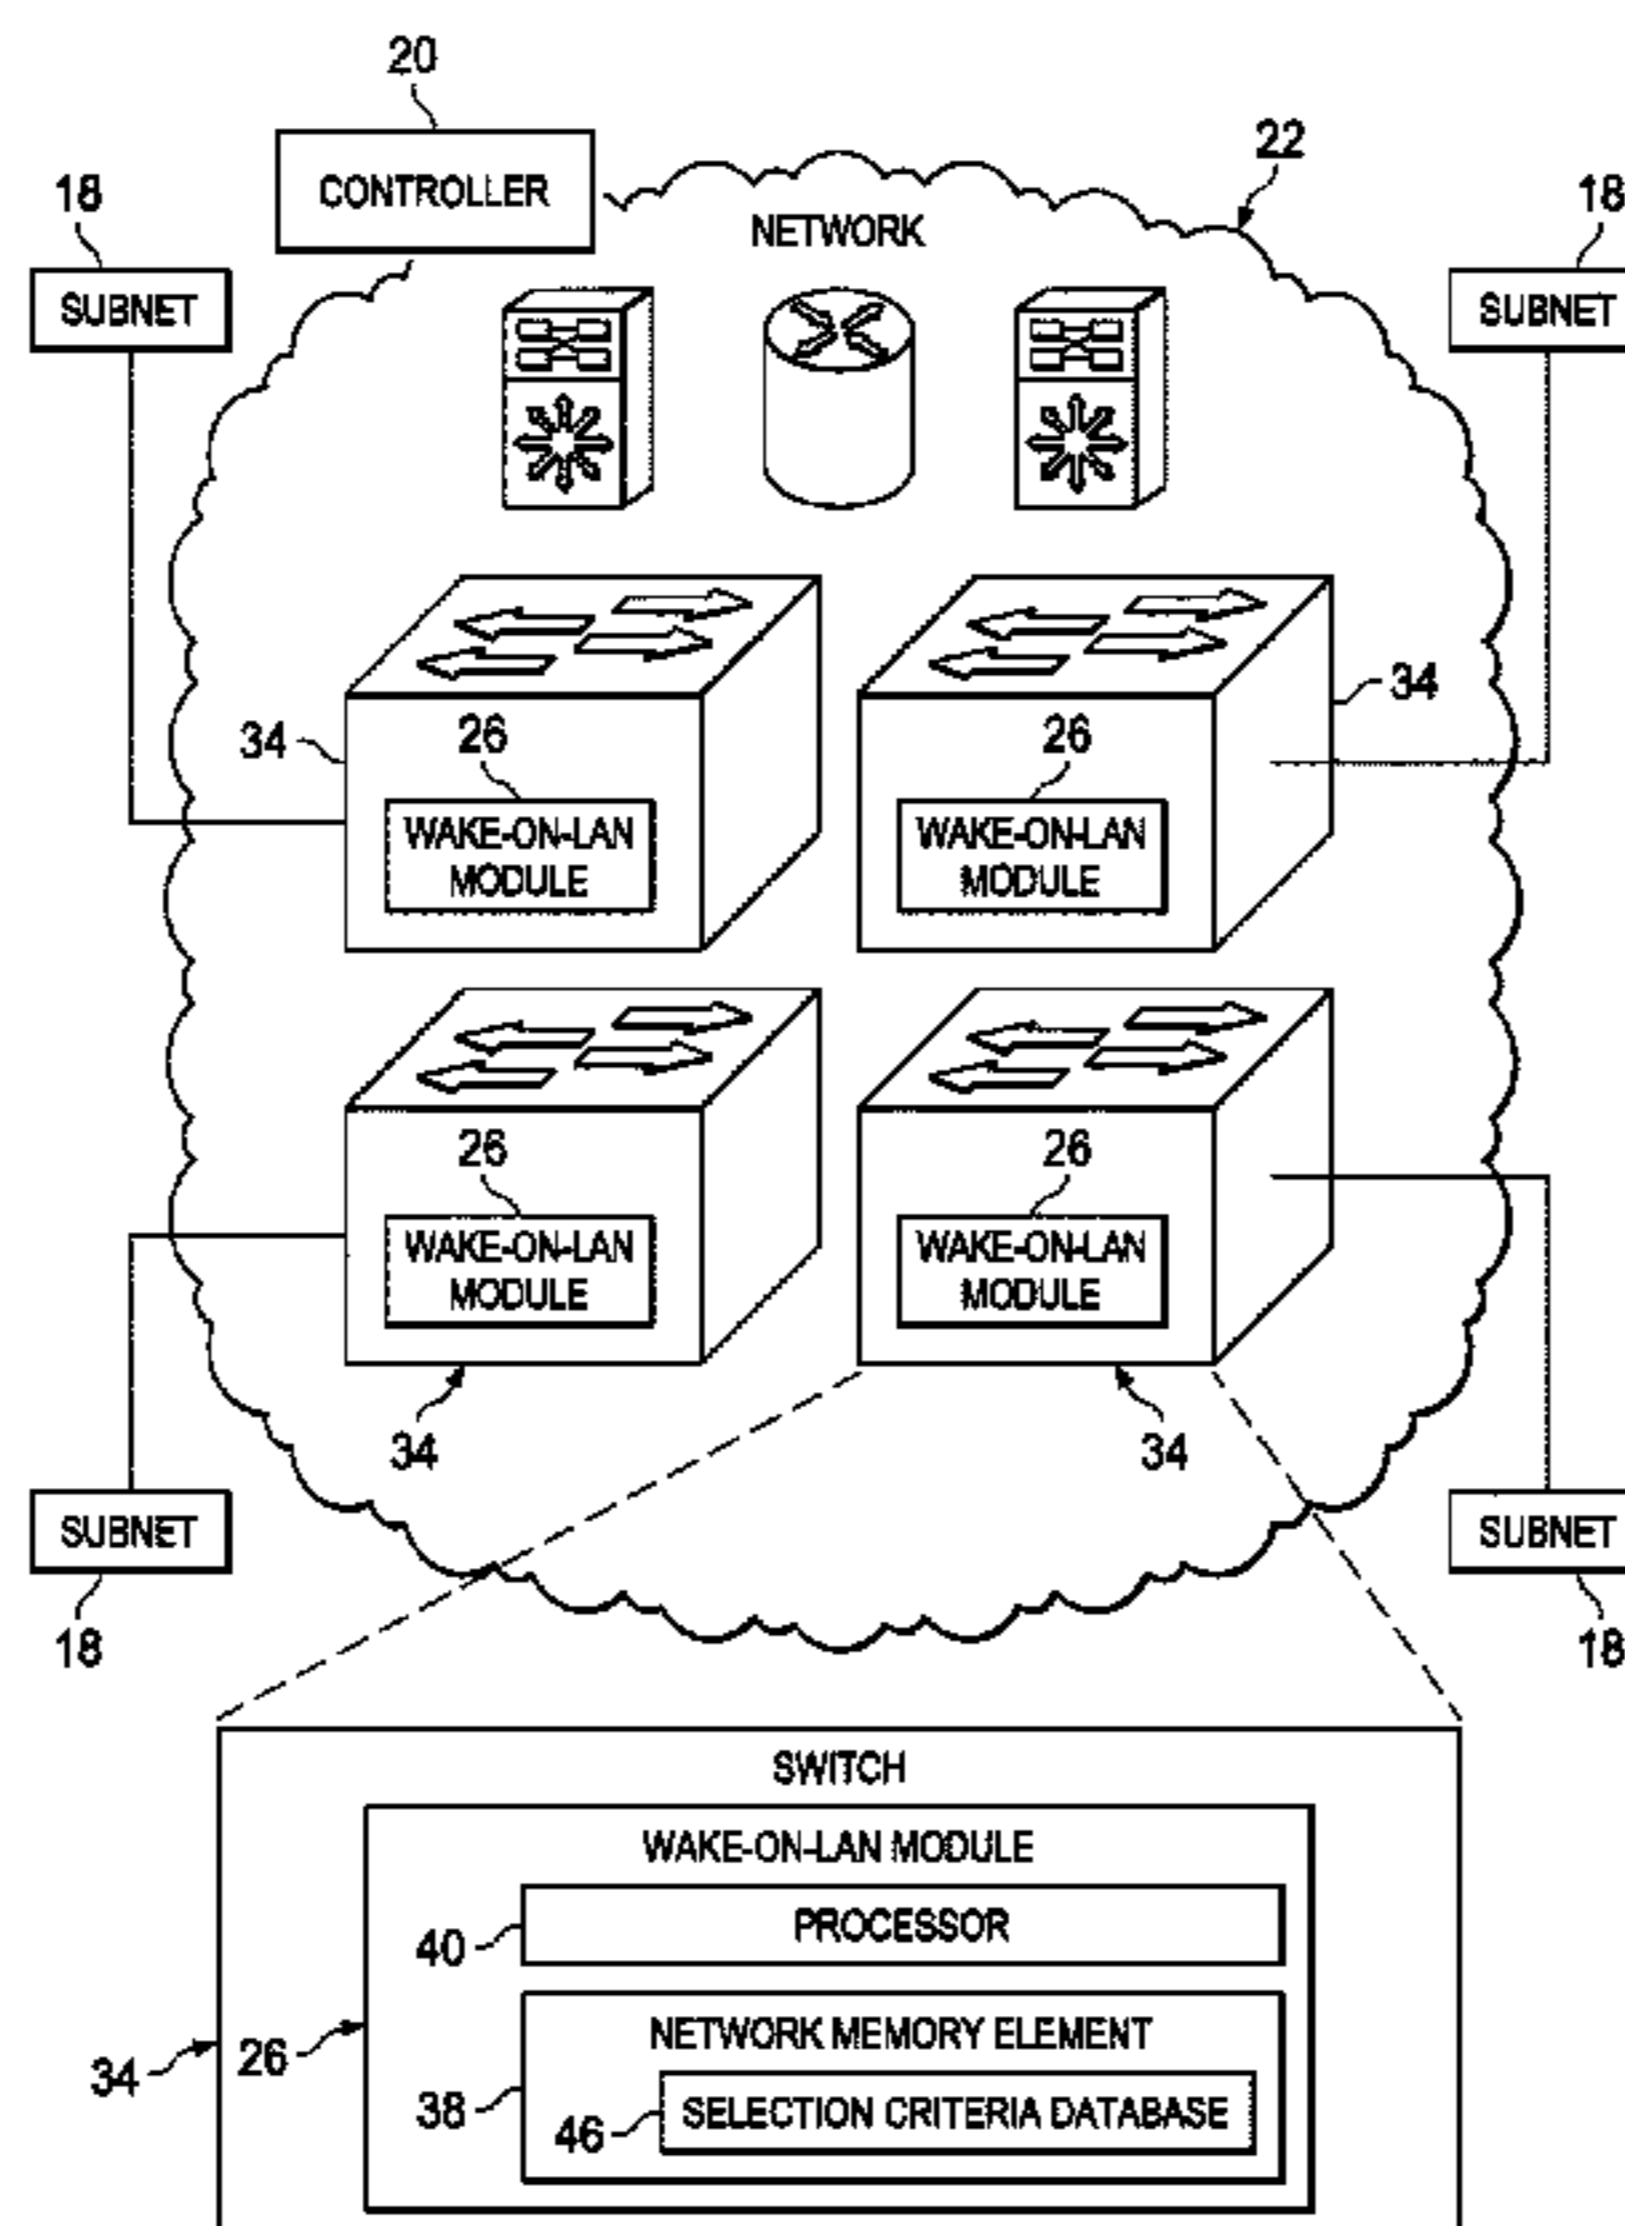 20
22
18
CONTROLLER
NETWORK
18
SUBNET
SUBNET
34
34
26
26
WAKE-ON-LAN
MODULE
WAKE-ON-LAN
MODULE
26
26
WAKE-ON-LAN
MODULE
WAKE-ON-LAN
MODULE
34
34
SUBNET
SUBNET
18
18
SWITCH
WAKE-ON-LAN MODULE
PROCESSOR
40
NETWORK MEMORY ELEMENT
34
26
38
SELECTION CRITERIA DATABASE
46